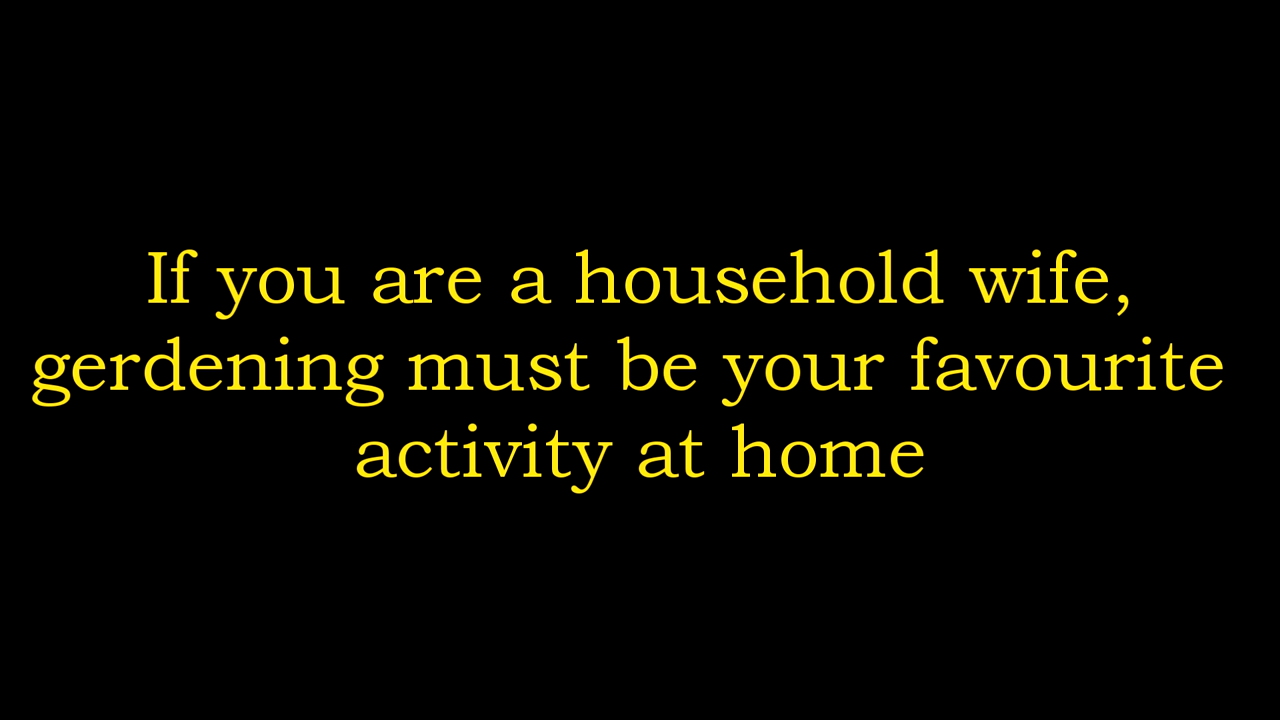 If you are a household wife,
gerdening must be your favourite
activity at home